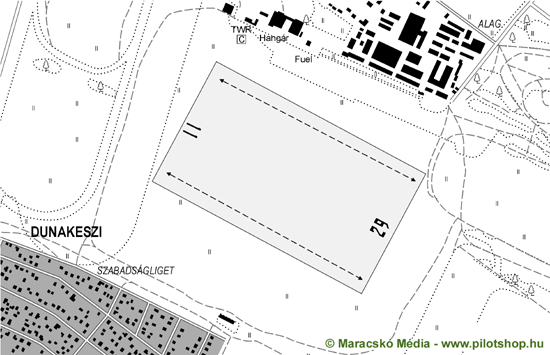 ALAG
TWR
C
Hangár
Fuel
11
29
DUNAKESZI
SZABADSÁGLIGET
© Maracskó Média - www.pilotshop.hu